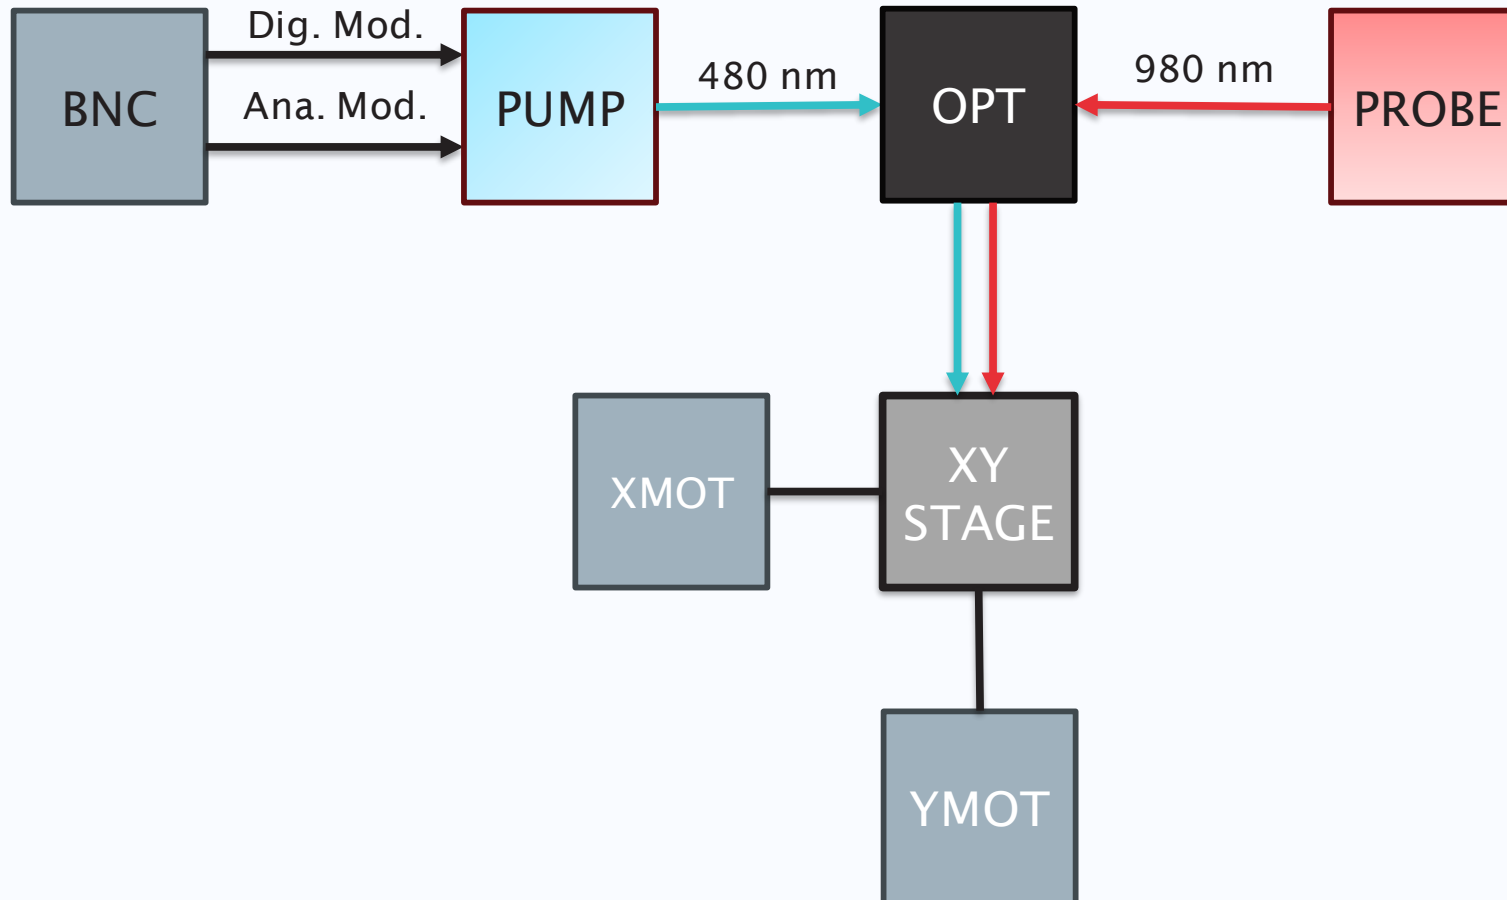 Dig. Mod.
BNC
Ana. Mod.
PUMP
480 nm
OPT
980 nm
PROBE
XMOT
XY
STAGE
YMOT